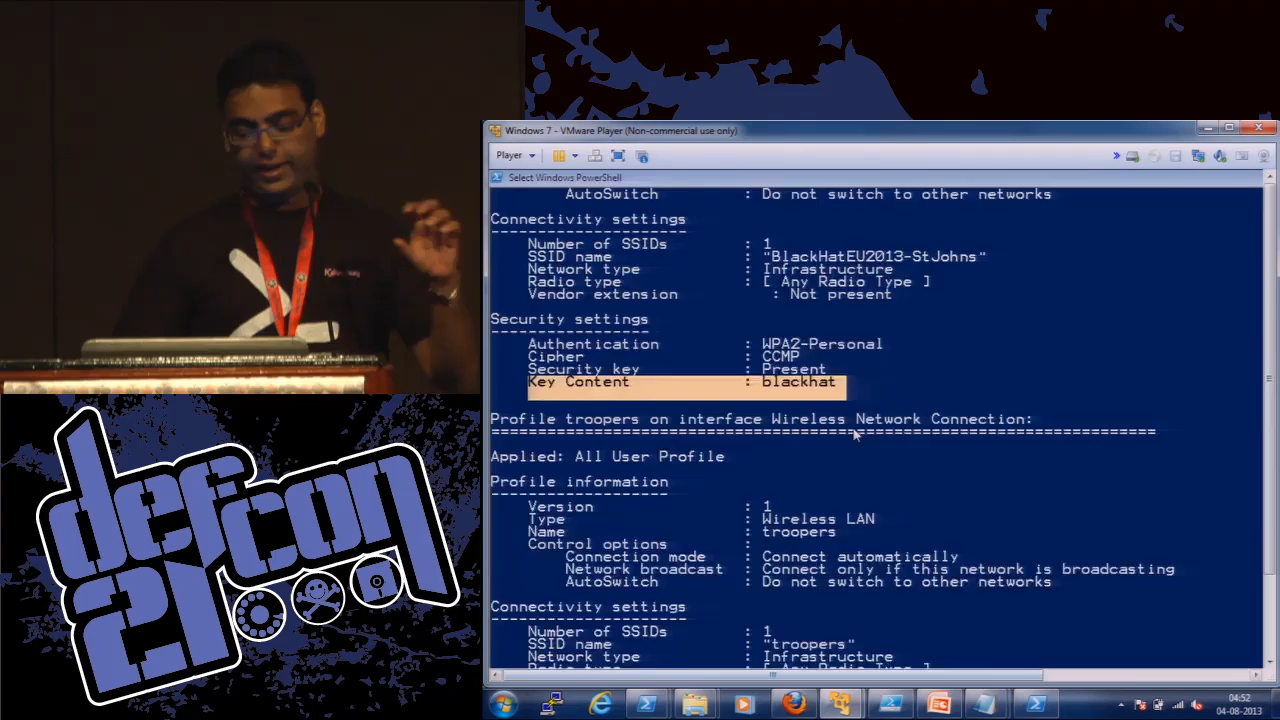 Windows 7 - VMware Player (Non-commercial use only)
Player
Select Windows PowerShell
AutoSwitch : Do not switch to other networks
Connectivity settings
---------------------
Number of SSIDs : 1
SSID name : "BlackHatEU2013-StJohns"
Network type : Infrastructure
Radio type : [ Any Radio Type ]
Vendor extension : Not present
Security settings
-----------------
Authentication : WPA2-Personal
Cipher : CCMP
Security key : Present
Key Content : blackhat
Profile troopers on interface Wireless Network Connection:
=======================================================================
Applied: All User Profile
Profile information
-------------------
Version : 1
Type : Wireless LAN
Name : troopers
Control options :
Connection mode : Connect automatically
Network broadcast : Connect only if this network is broadcasting
AutoSwitch : Do not switch to other networks
Connectivity settings
---------------------
Number of SSIDs : 1
SSID name : "troopers"
Network type : Infrastructure
Radio type : [ Any Radio Type ]
04:52
04-08-2013
defcon
21